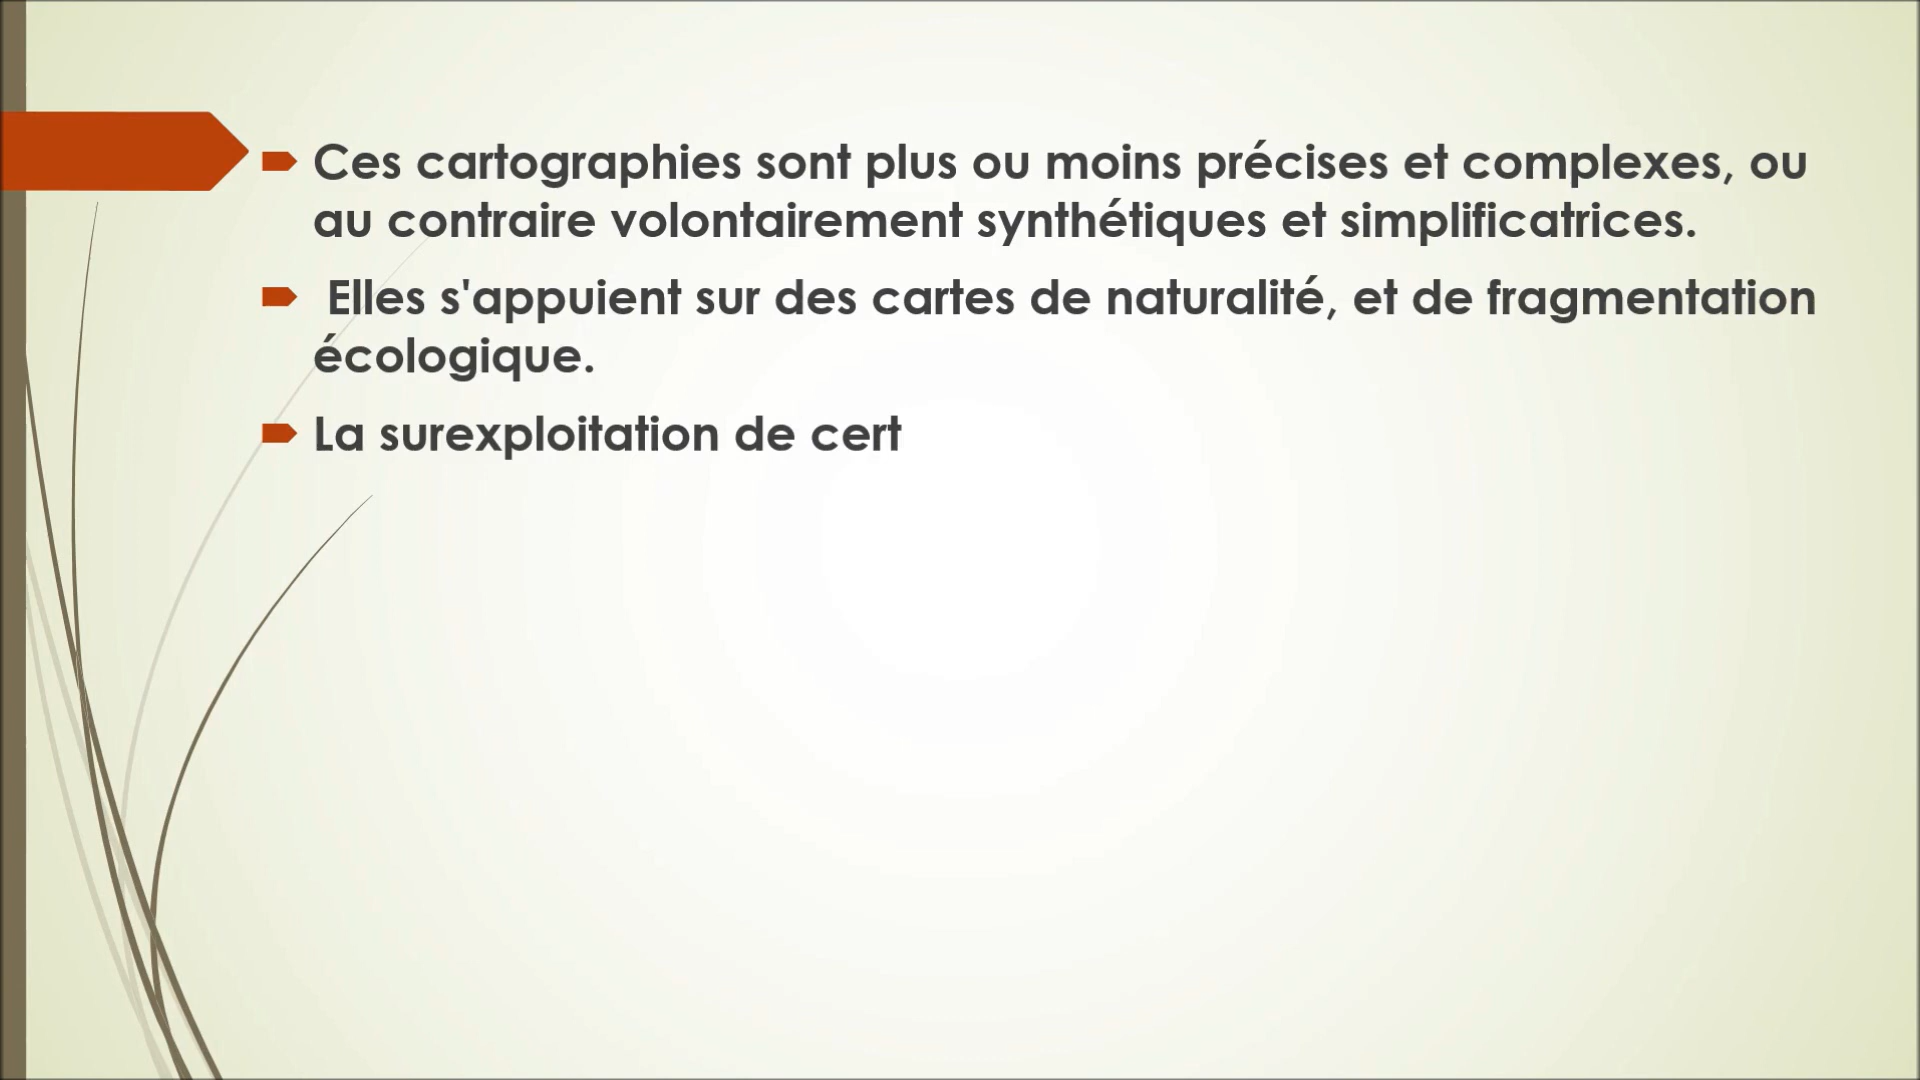 Ces cartographies sont plus ou moins précises et complexes, ou
au contraire volontairement synthétiques et simplificatrices.
Elles s'appuient sur des cartes de naturalité, et de fragmentation
écologique.
La surexploitation de cert